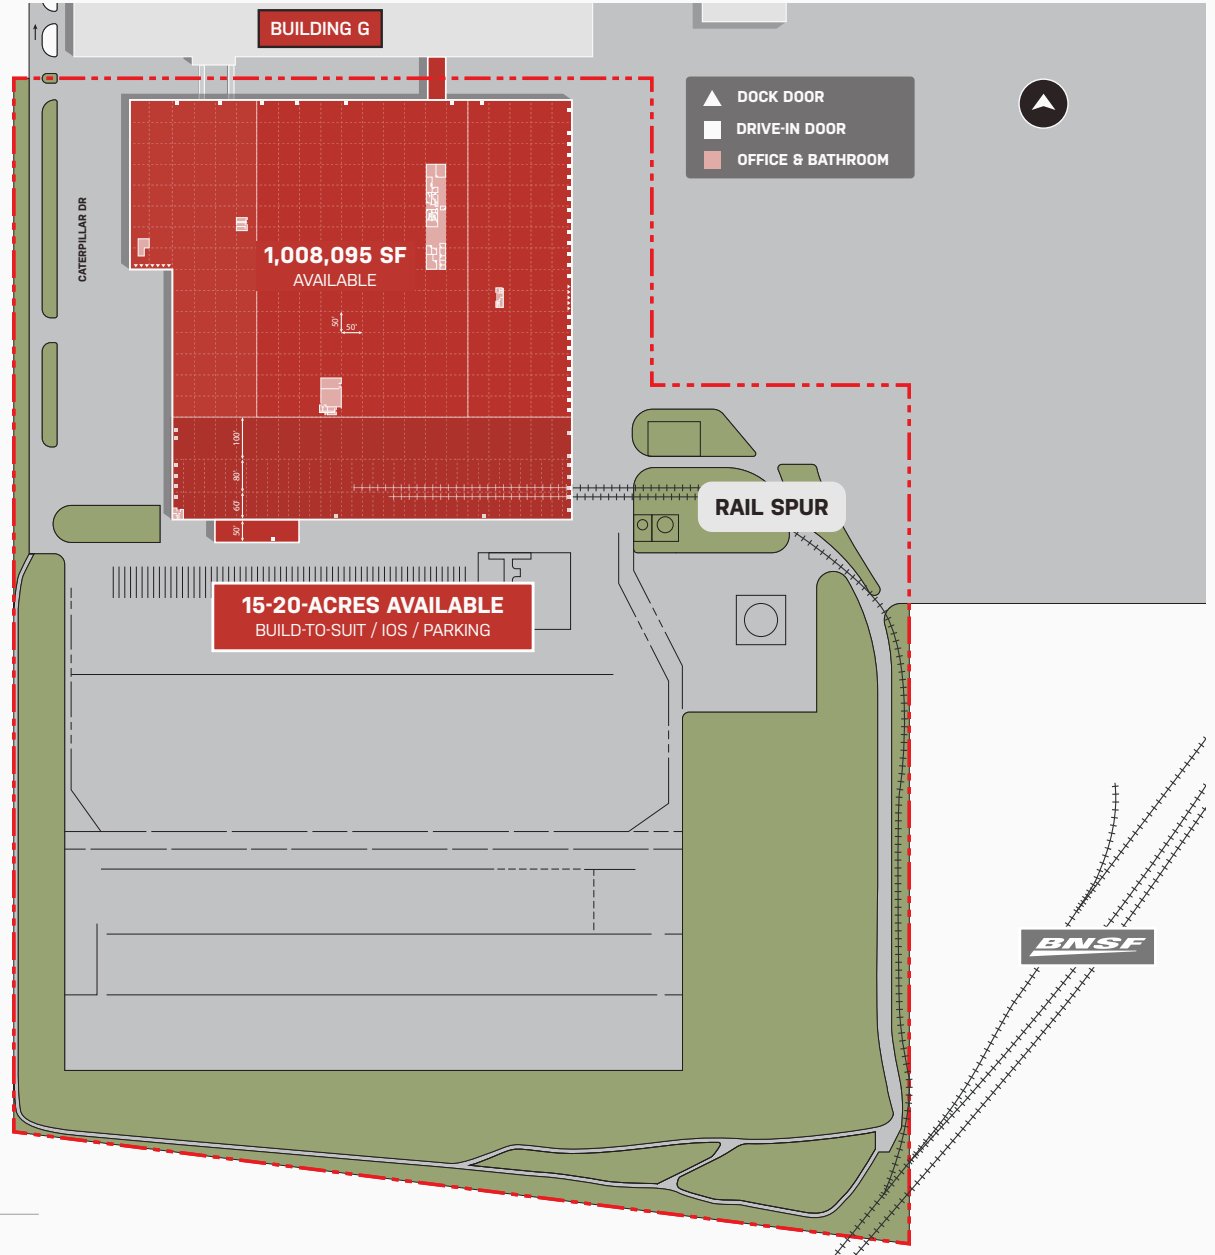 BUILDING G
DOCK DOOR
DRIVE-IN DOOR
OFFICE & BATHROOM
CATERPILLAR DR
1,008,095 SF
AVAILABLE
50'
50'
100'
80'
60'
50'
RAIL SPUR
15-20-ACRES AVAILABLE
BUILD-TO-SUIT / IOS / PARKING
BNSF